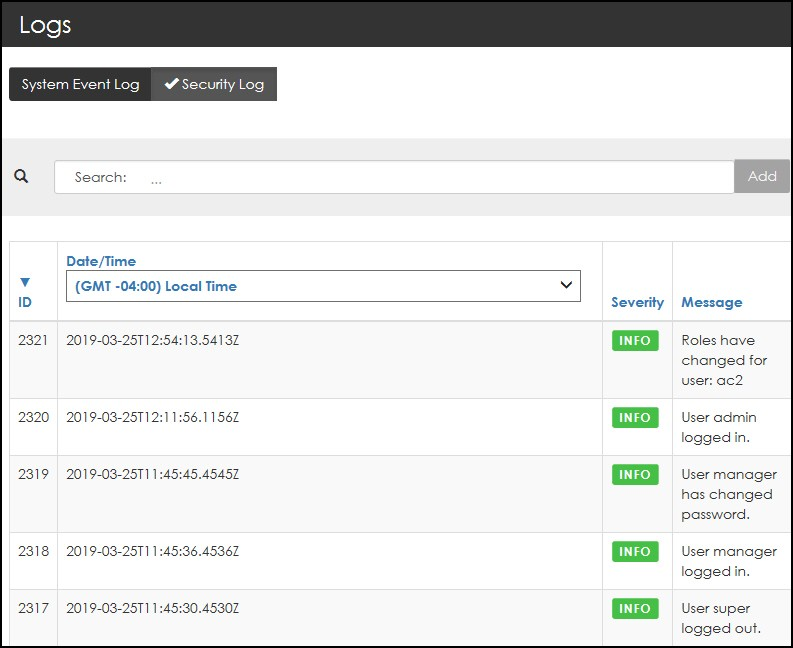 Logs
System Event Log ✔ Security Log
Search: ...
Add
▼
ID
Date/Time
(GMT -04:00) Local Time
Severity
Message
2321 2019-03-25T12:54:13.5413Z INFO Roles have
changed for
user: ac2
2320 2019-03-25T12:11:56.1156Z INFO User admin
logged in.
2319 2019-03-25T11:45:45.4545Z INFO User manager
has changed
password.
2318 2019-03-25T11:45:36.4536Z INFO User manager
logged in.
2317 2019-03-25T11:45:30.4530Z INFO User super
logged out.